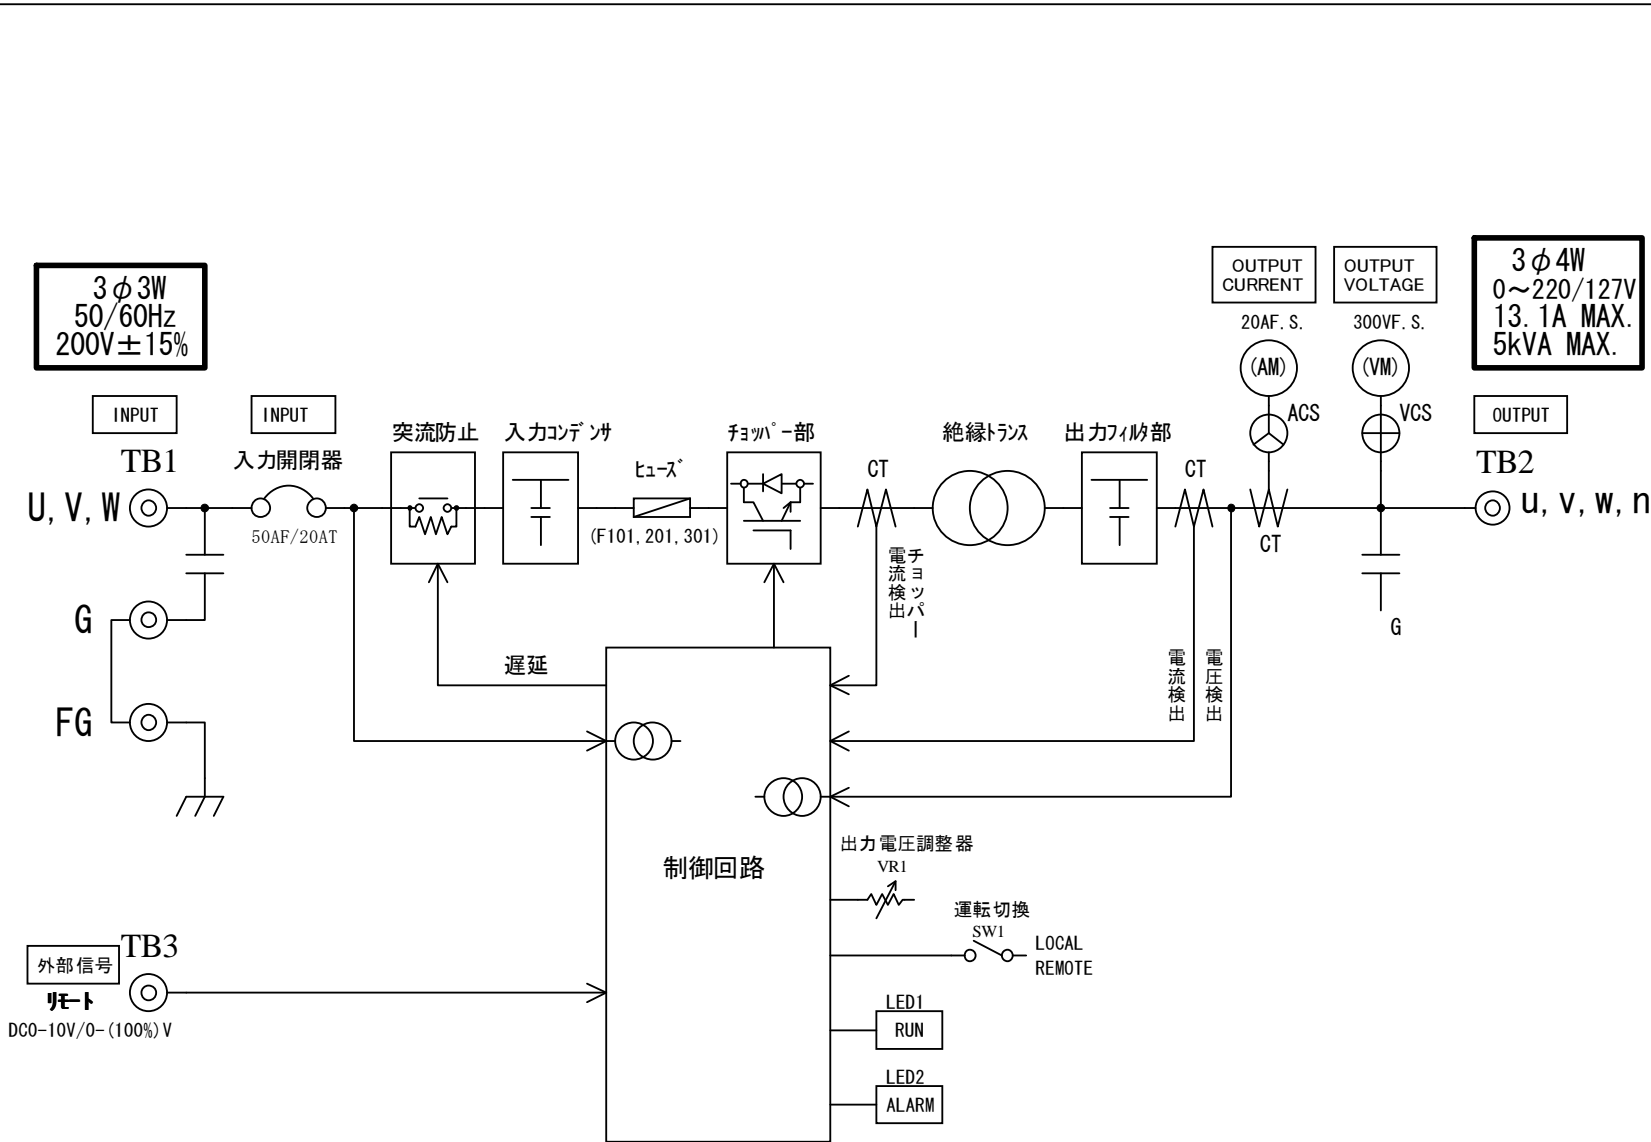 3φ3W
50/60Hz
200V±15%
INPUT
TB1
U,V,W
G
FG
INPUT
入力開閉器
50AF/20AT
突流防止
入力コンデンサ
ヒューズ
(F101,201,301)
チョッパー部
CT
チョッパー
電流検出
絶縁トランス
出力フィルタ部
CT
電流検出
電圧検出
CT
OUTPUT
CURRENT
20AF.S.
(AM)
ACS
OUTPUT
VOLTAGE
300VF.S.
(VM)
VCS
G
3φ4W
0～220/127V
13.1A MAX.
5kVA MAX.
OUTPUT
TB2
u,v,w,n
遅延
制御回路
出力電圧調整器
VR1
運転切換
SW1
LOCAL
REMOTE
LED1
RUN
LED2
ALARM
TB3
外部信号
リモート
DC0-10V/0-(100%)V